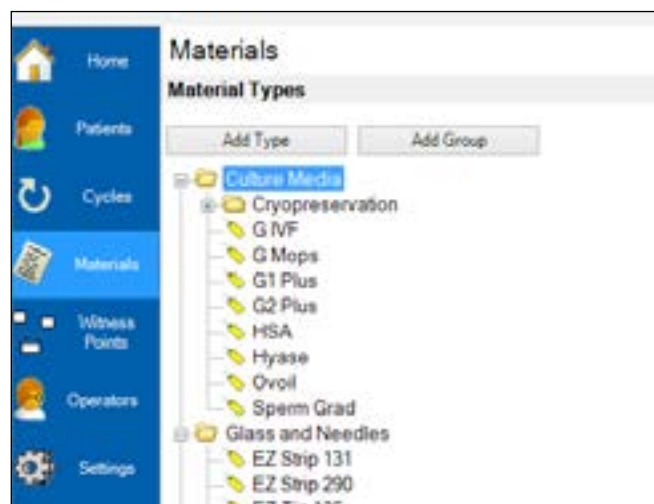 Home
Patients
Cycles
Materials
Witness
Points
Operators
Settings
Materials
Material Types
Add Type
Add Group
Culture Media
Cryopreservation
G IVF
G Mops
G1 Plus
G2 Plus
HSA
Hyase
Ovoil
Sperm Grad
Glass and Needles
EZ Strip 131
EZ Strip 290